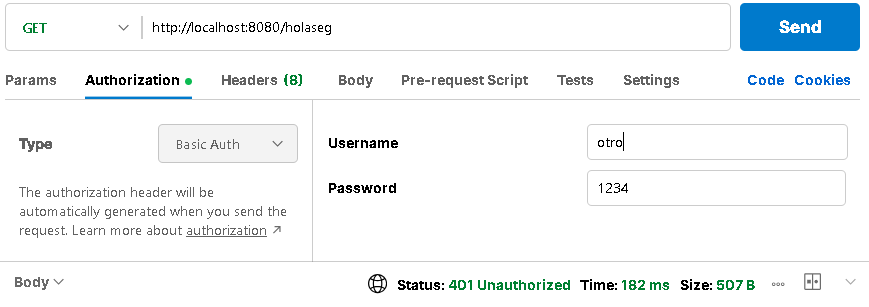 GET http://localhost:8080/holaseg Send
Params Authorization Headers (8) Body Pre-request Script Tests Settings Code Cookies
Type Basic Auth
The authorization header will be
automatically generated when you send the
request. Learn more about authorization ↗
Username otro
Password 1234
Body Status: 401 Unauthorized Time: 182 ms Size: 507 B